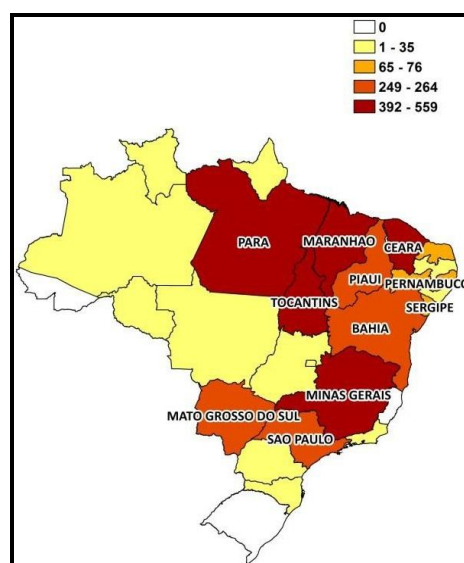 0
1 - 35
65 - 76
249 - 264
392 - 559
PARA
MARANHAO
CEARA
PIAUI
PERNAMBUCO
TOCANTINS
SERGIPE
BAHIA
MINAS GERAIS
MATO GROSSO DO SUL
SAO PAULO